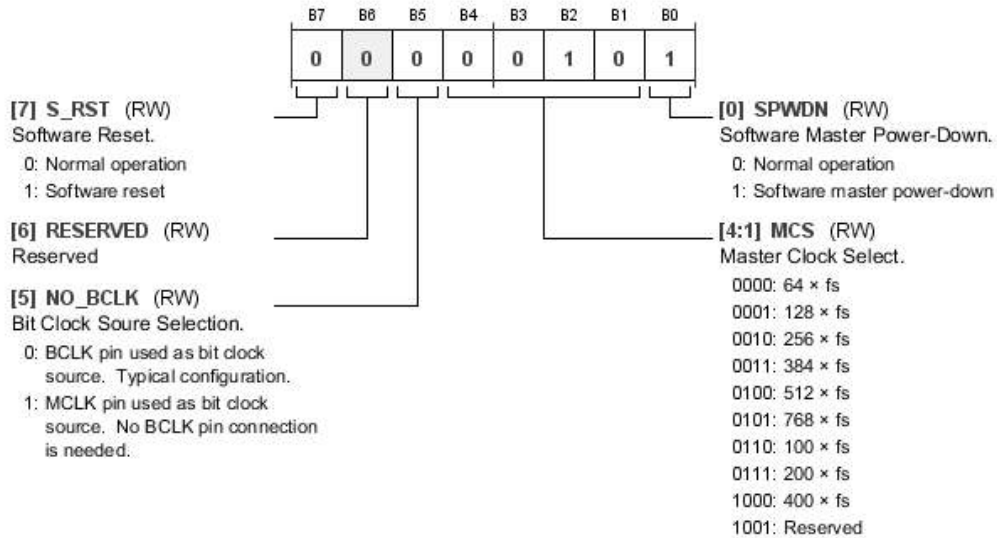 B7 B6 B5 B4 B3 B2 B1 B0
0 0 0 0 0 1 0 1
[7] S_RST (RW)
Software Reset.
0: Normal operation
1: Software reset
[6] RESERVED (RW)
Reserved
[5] NO_BCLK (RW)
Bit Clock Soure Selection.
0: BCLK pin used as bit clock
source. Typical configuration.
1: MCLK pin used as bit clock
source. No BCLK pin connection
is needed.
[0] SPWDN (RW)
Software Master Power-Down.
0: Normal operation
1: Software master power-down
[4:1] MCS (RW)
Master Clock Select.
0000: 64 × fs
0001: 128 × fs
0010: 256 × fs
0011: 384 × fs
0100: 512 × fs
0101: 768 × fs
0110: 100 × fs
0111: 200 × fs
1000: 400 × fs
1001: Reserved